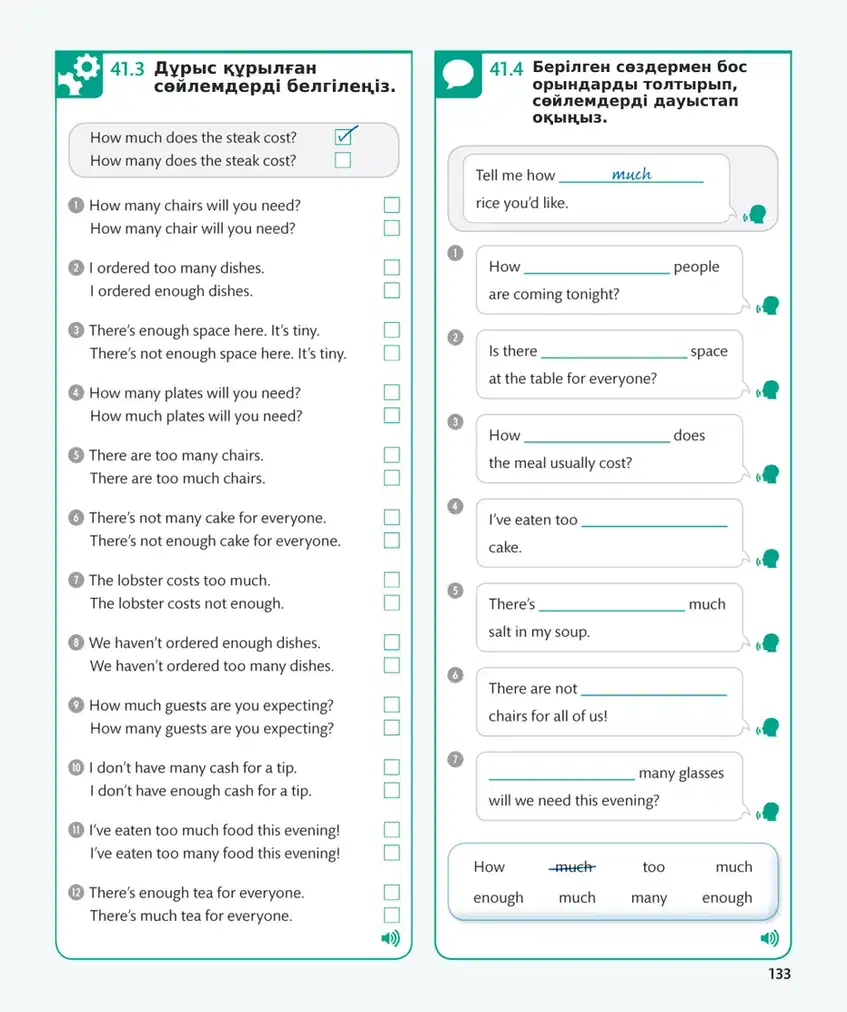 41.3 Дұрыс құрылған
сөйлемдерді белгілеңіз.
How much does the steak cost?
How many does the steak cost?
1 How many chairs will you need?
How many chair will you need?
2 I ordered too many dishes.
I ordered enough dishes.
3 There's enough space here. It's tiny.
There's not enough space here. It's tiny.
4 How many plates will you need?
How much plates will you need?
5 There are too many chairs.
There are too much chairs.
6 There's not many cake for everyone.
There's not enough cake for everyone.
7 The lobster costs too much.
The lobster costs not enough.
8 We haven't ordered enough dishes.
We haven't ordered too many dishes.
9 How much guests are you expecting?
How many guests are you expecting?
10 I don't have many cash for a tip.
I don't have enough cash for a tip.
11 I've eaten too much food this evening!
I've eaten too many food this evening!
12 There's enough tea for everyone.
There's much tea for everyone.
41.4 Берілген сөздермен бос
орындарды толтырып,
сөйлемдерді дауыстап
оқыңыз.
Tell me how much
rice you'd like.
1 How people
are coming tonight?
2 Is there space
at the table for everyone?
3 How does
the meal usually cost?
4 I've eaten too
cake.
5 There's much
salt in my soup.
6 There are not
chairs for all of us!
7 many glasses
will we need this evening?
How much too much
enough much many enough
133